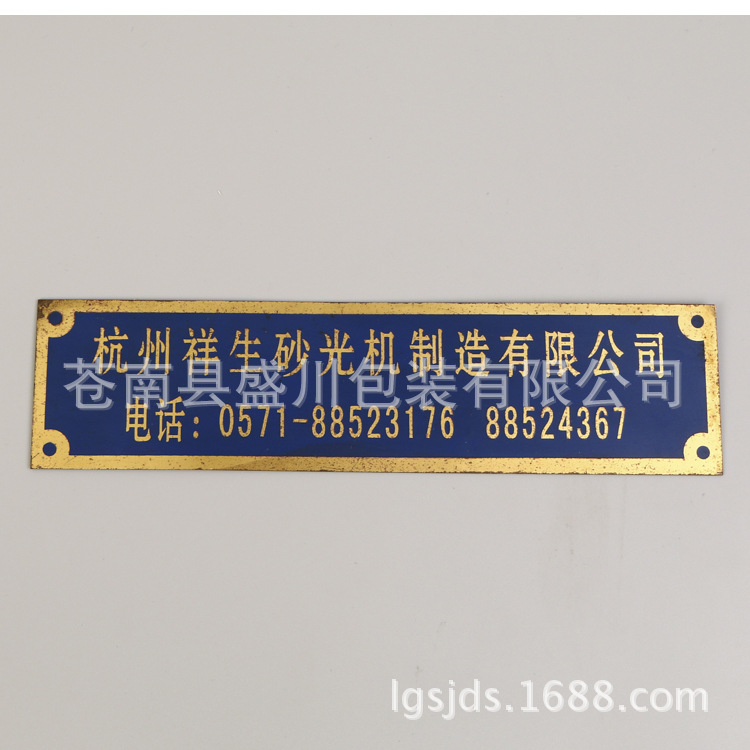 杭州祥生砂光机制造有限公司
苍南县盛川包装有限公司
电话：0571-88523176 88524367
lgsjds.1688.com